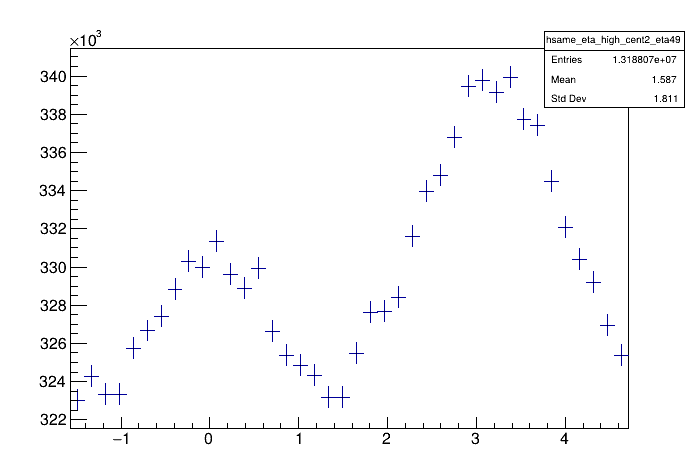 ×10³
hsame_eta_high_cent2_eta49
Entries 1.318807e+07
Mean 1.587
Std Dev 1.811
340
338
336
334
332
330
328
326
324
322
−1 0 1 2 3 4